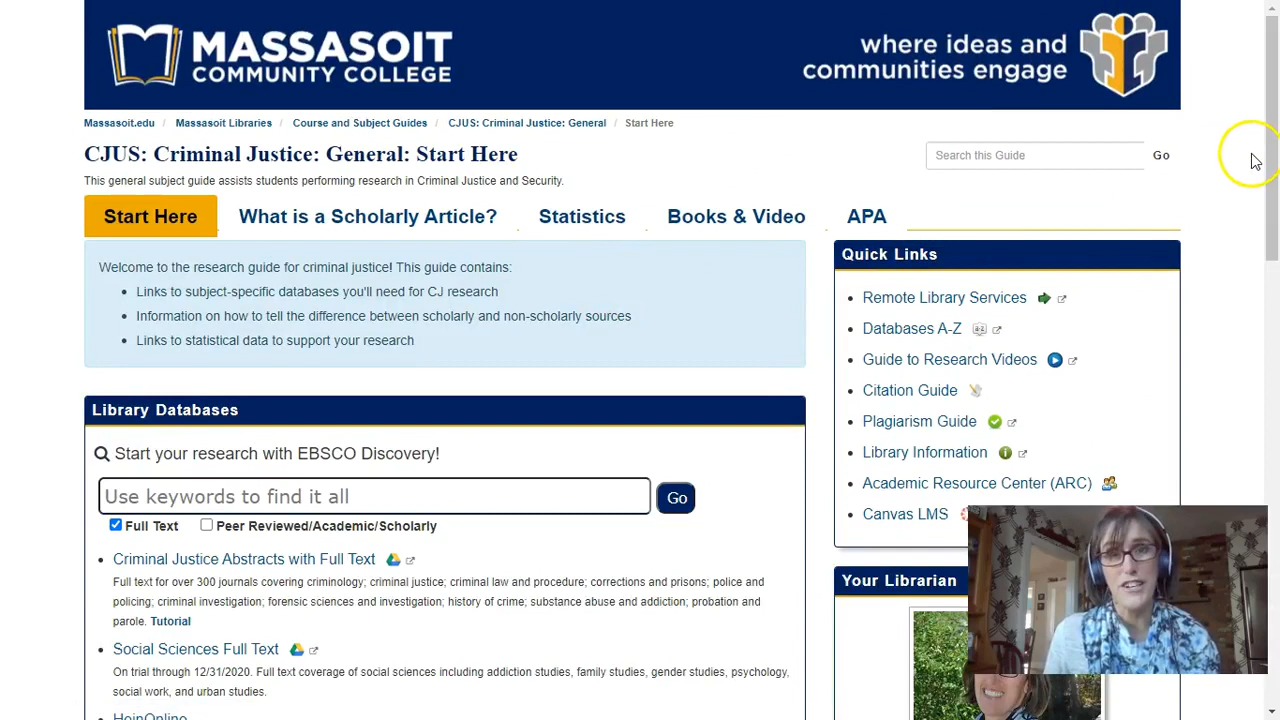 MASSASOIT
COMMUNITY COLLEGE
where ideas and
communities engage
Massasoit.edu / Massasoit Libraries / Course and Subject Guides / CJUS: Criminal Justice: General / Start Here
CJUS: Criminal Justice: General: Start Here
Search this Guide Go
This general subject guide assists students performing research in Criminal Justice and Security.
Start Here What is a Scholarly Article? Statistics Books & Video APA
Welcome to the research guide for criminal justice! This guide contains:
• Links to subject-specific databases you'll need for CJ research
• Information on how to tell the difference between scholarly and non-scholarly sources
• Links to statistical data to support your research
Library Databases
Start your research with EBSCO Discovery!
Use keywords to find it all Go
Full Text Peer Reviewed/Academic/Scholarly
• Criminal Justice Abstracts with Full Text
Full text for over 300 journals covering criminology; criminal justice; criminal law and procedure; corrections and prisons; police and
policing; criminal investigation; forensic sciences and investigation; history of crime; substance abuse and addiction; probation and
parole. Tutorial
• Social Sciences Full Text
On trial through 12/31/2020. Full text coverage of social sciences including addiction studies, family studies, gender studies, psychology,
social work, and urban studies.
HeinOnline
Quick Links
• Remote Library Services
• Databases A-Z
• Guide to Research Videos
• Citation Guide
• Plagiarism Guide
• Library Information
• Academic Resource Center (ARC)
• Canvas LMS
Your Librarian